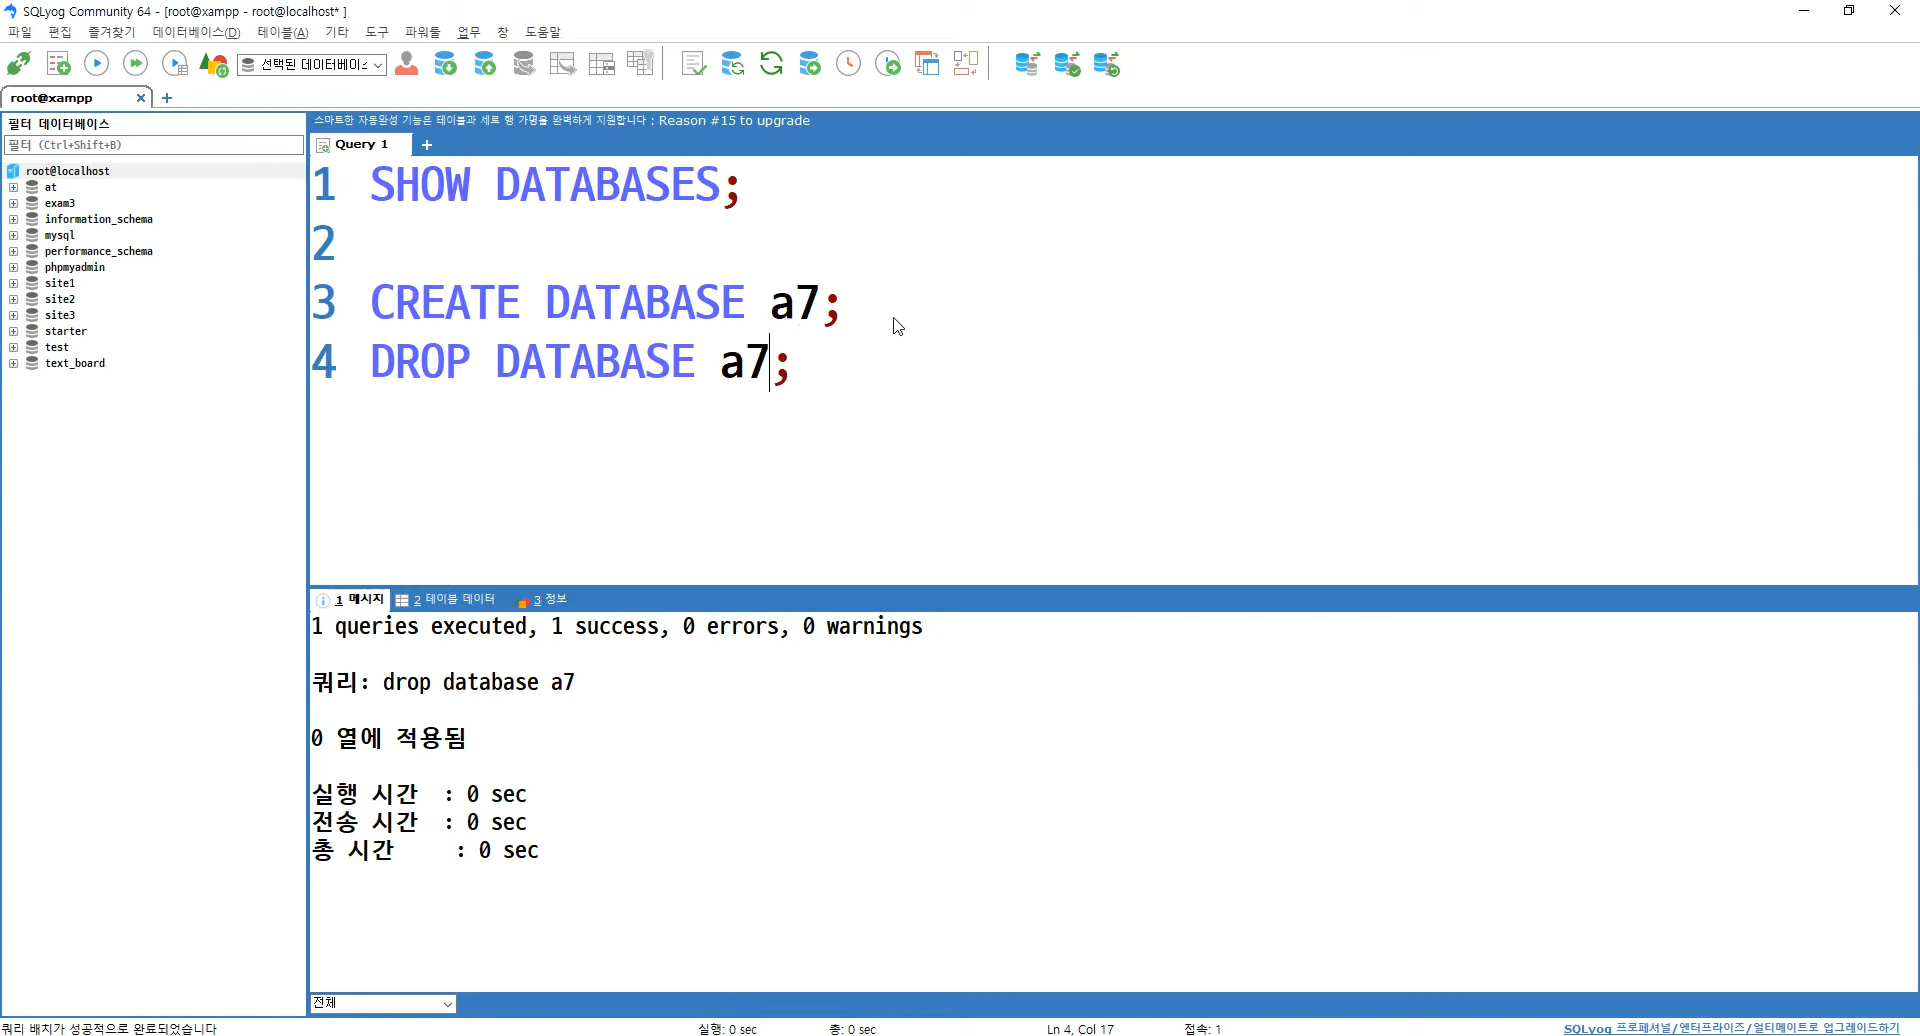 SQLyog Community 64 - [root@xampp - root@localhost* ]
파일 편집 즐겨찾기 데이터베이스(D) 테이블(A) 기타 도구 파워툴 업무 창 도움말
선택된 데이터베이스
root@xampp
필터 데이터베이스
필터 (Ctrl+Shift+B)
root@localhost
at
exam3
information_schema
mysql
performance_schema
phpmyadmin
site1
site2
site3
starter
test
text_board
스마트한 자동완성 기능은 테이블과 세로 행 가명을 완벽하게 지원합니다 : Reason #15 to upgrade
Query 1
1 SHOW DATABASES;
2
3 CREATE DATABASE a7;
4 DROP DATABASE a7;
1 메시지 2 테이블 데이터 3 정보
1 queries executed, 1 success, 0 errors, 0 warnings
쿼리: drop database a7
0 열에 적용됨
실행 시간 : 0 sec
전송 시간 : 0 sec
총 시간 : 0 sec
전체
쿼리 배치가 성공적으로 완료되었습니다 실행: 0 sec 총: 0 sec Ln 4, Col 17 접속: 1 SQLyog 프로페셔널/엔터프라이즈/얼티메이트로 업그레이드하기